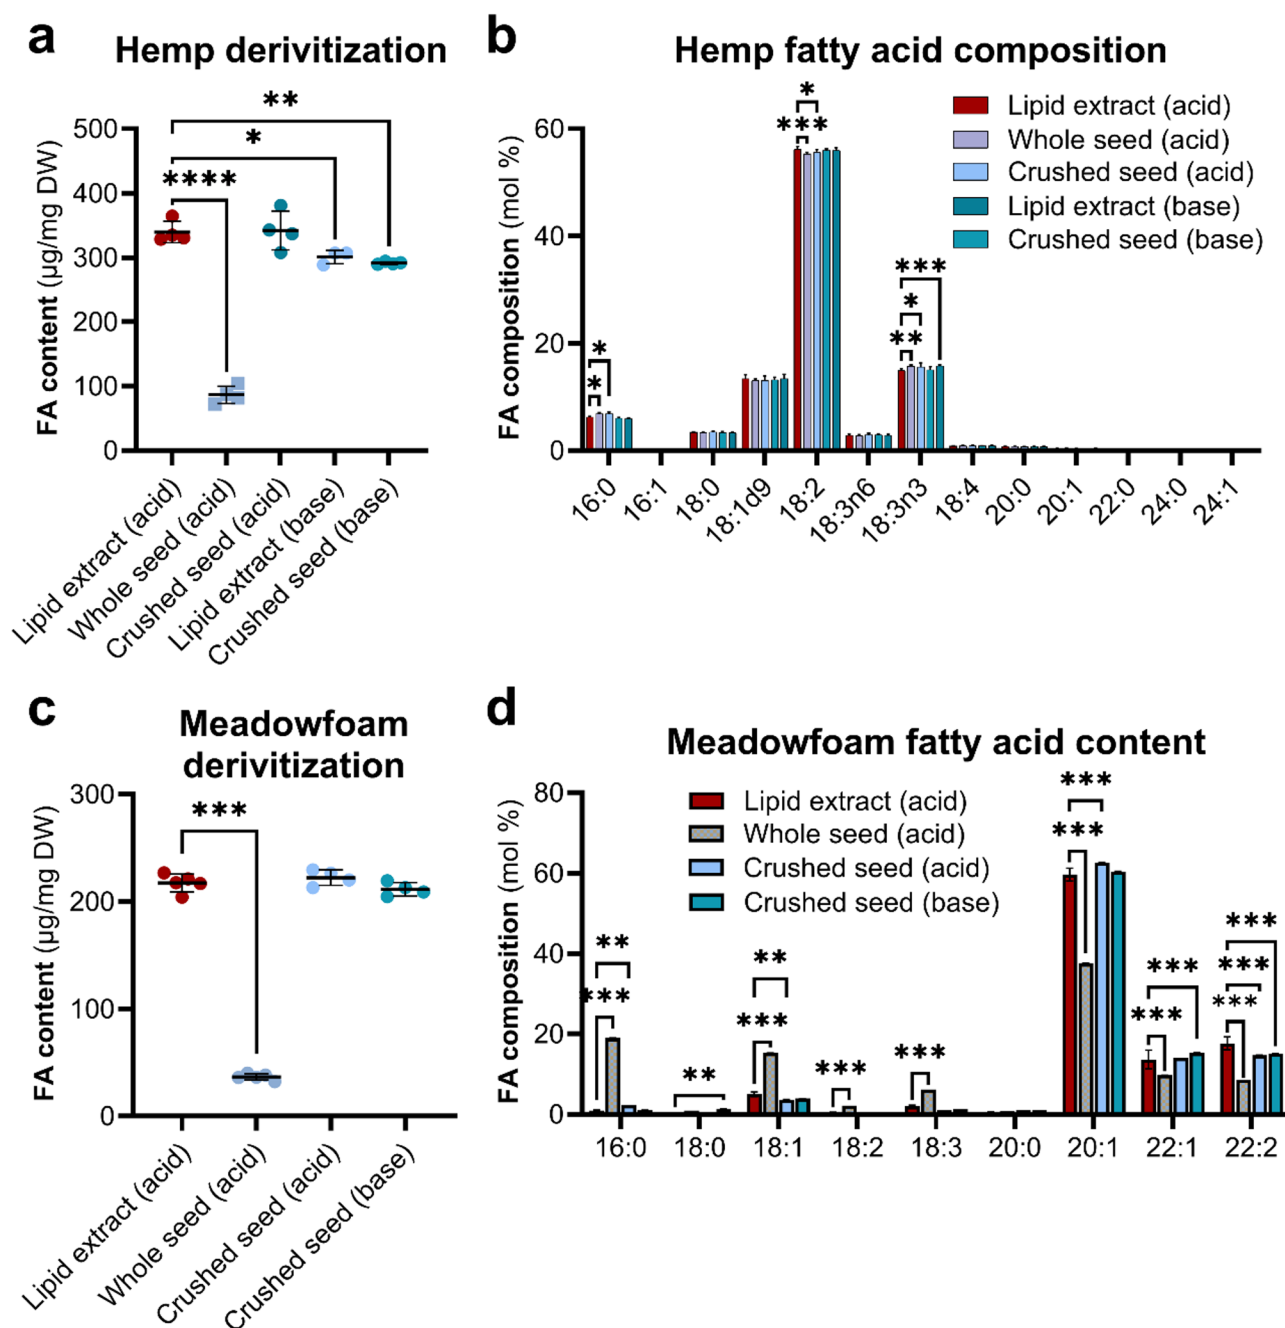 a
Hemp derivitization
FA content (µg/mg DW)
500
400
300
200
100
0
**
*
****
Lipid extract (acid)
Whole seed (acid)
Crushed seed (acid)
Lipid extract (base)
Crushed seed (base)
b
Hemp fatty acid composition
FA composition (mol %)
60
40
20
0
Lipid extract (acid)
Whole seed (acid)
Crushed seed (acid)
Lipid extract (base)
Crushed seed (base)
*
*
*
***
***
*
**
16:0
16:1
18:0
18:1d9
18:2
18:3n6
18:3n3
18:4
20:0
20:1
22:0
24:0
24:1
c
Meadowfoam
derivitization
FA content (µg/mg DW)
300
200
100
0
***
Lipid extract (acid)
Whole seed (acid)
Crushed seed (acid)
Crushed seed (base)
d
Meadowfoam fatty acid content
FA composition (mol %)
80
60
40
20
0
Lipid extract (acid)
Whole seed (acid)
Crushed seed (acid)
Crushed seed (base)
**
***
**
**
***
***
***
***
***
***
***
***
***
***
16:0
18:0
18:1
18:2
18:3
20:0
20:1
22:1
22:2